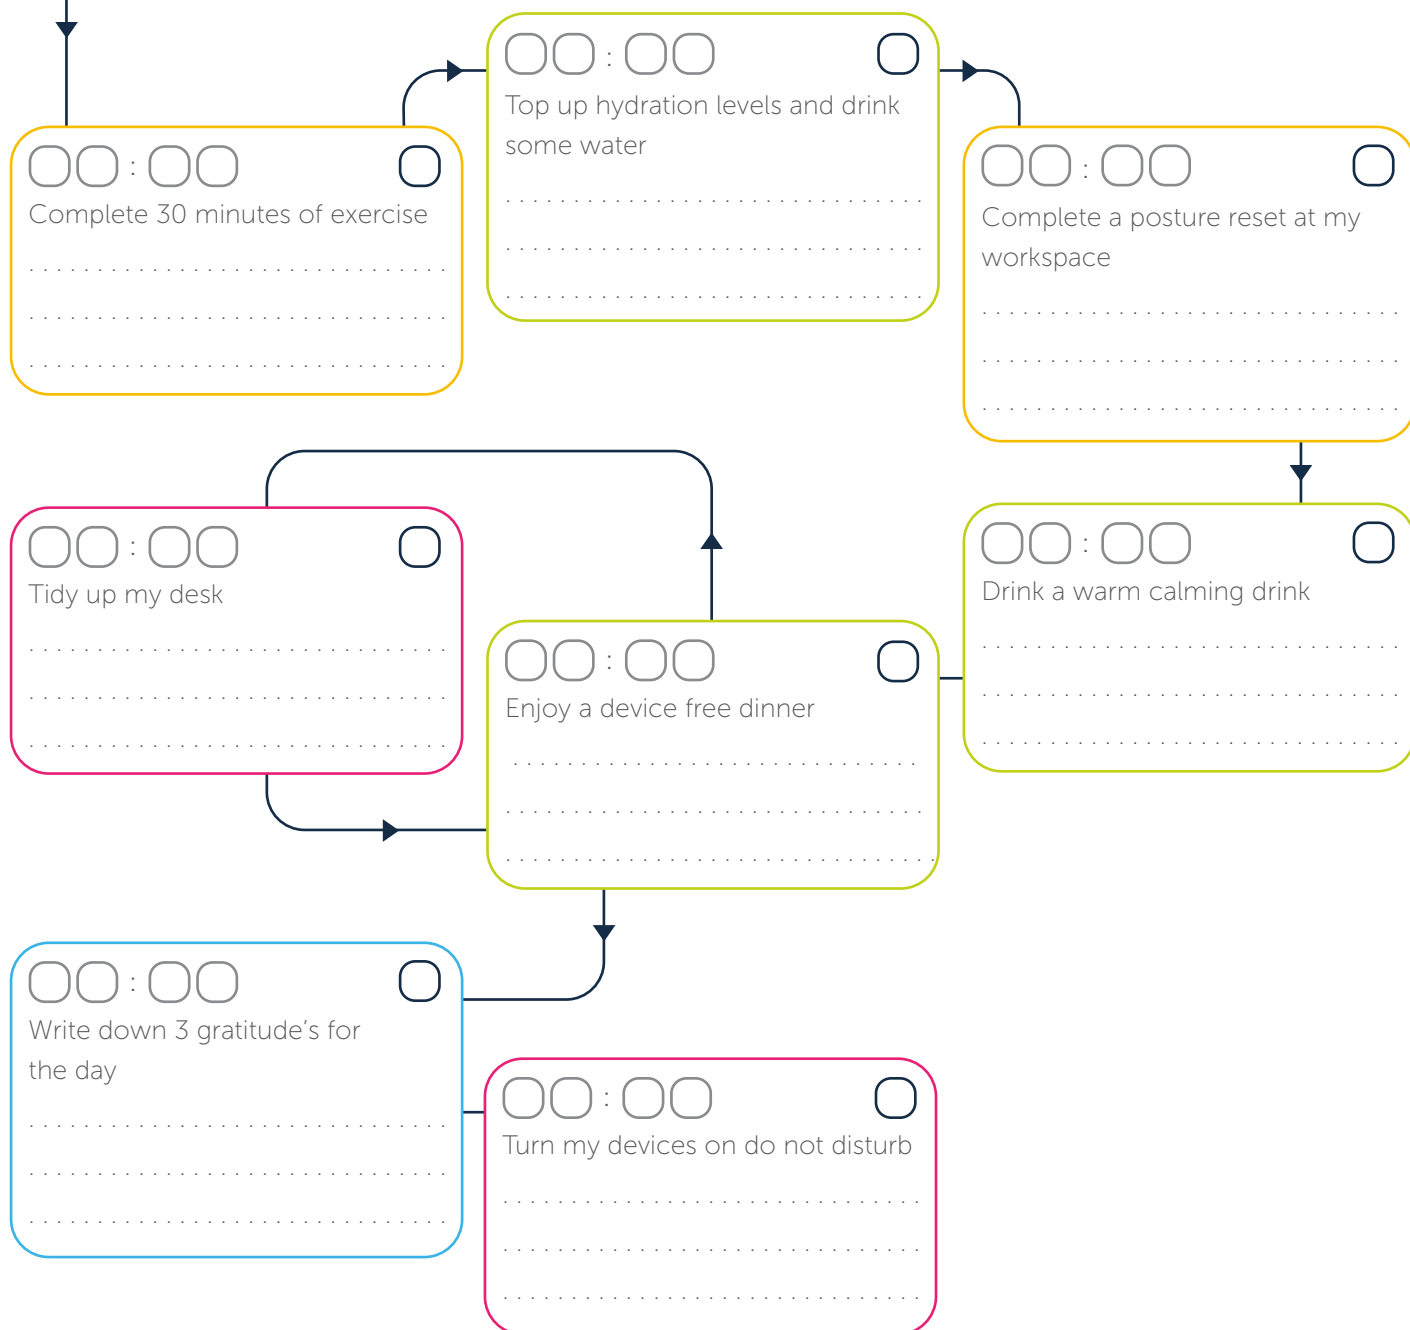 Complete 30 minutes of exercise
Top up hydration levels and drink
some water
Complete a posture reset at my
workspace
Drink a warm calming drink
Enjoy a device free dinner
Tidy up my desk
Write down 3 gratitude's for
the day
Turn my devices on do not disturb